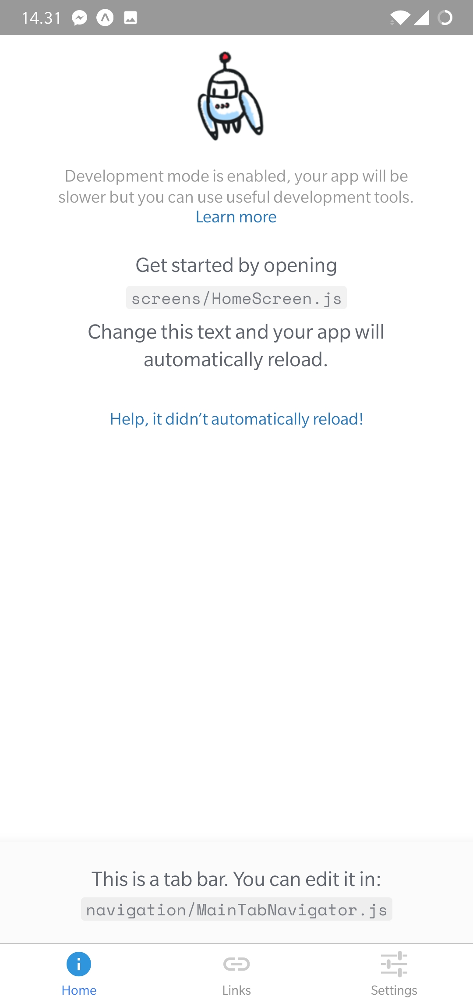 14.31
Development mode is enabled, your app will be
slower but you can use useful development tools.
Learn more
Get started by opening
screens/HomeScreen.js
Change this text and your app will
automatically reload.
Help, it didn’t automatically reload!
This is a tab bar. You can edit it in:
navigation/MainTabNavigator.js
Home
Links
Settings